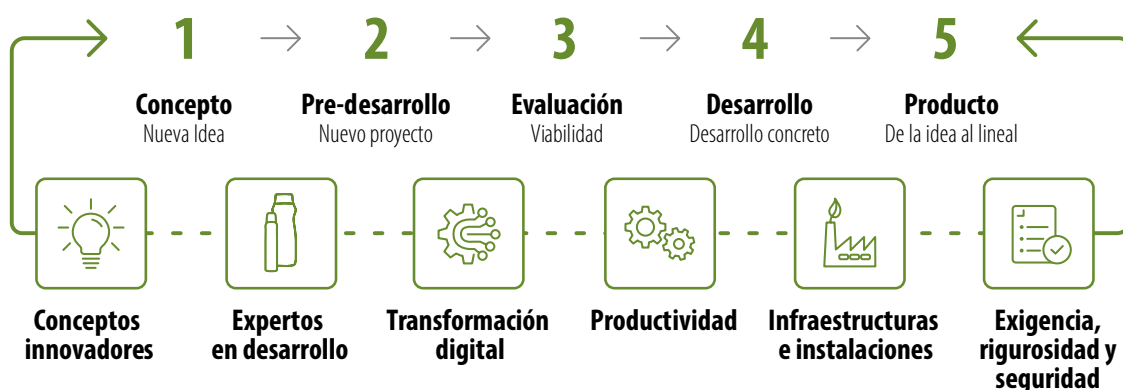 1
2
3
4
5
Concepto
Nueva Idea
Pre-desarrollo
Nuevo proyecto
Evaluación
Viabilidad
Desarrollo
Desarrollo concreto
Producto
De la idea al lineal
Conceptos
innovadores
Expertos
en desarrollo
Transformación
digital
Productividad
Infraestructuras
e instalaciones
Exigencia,
rigurosidad y
seguridad